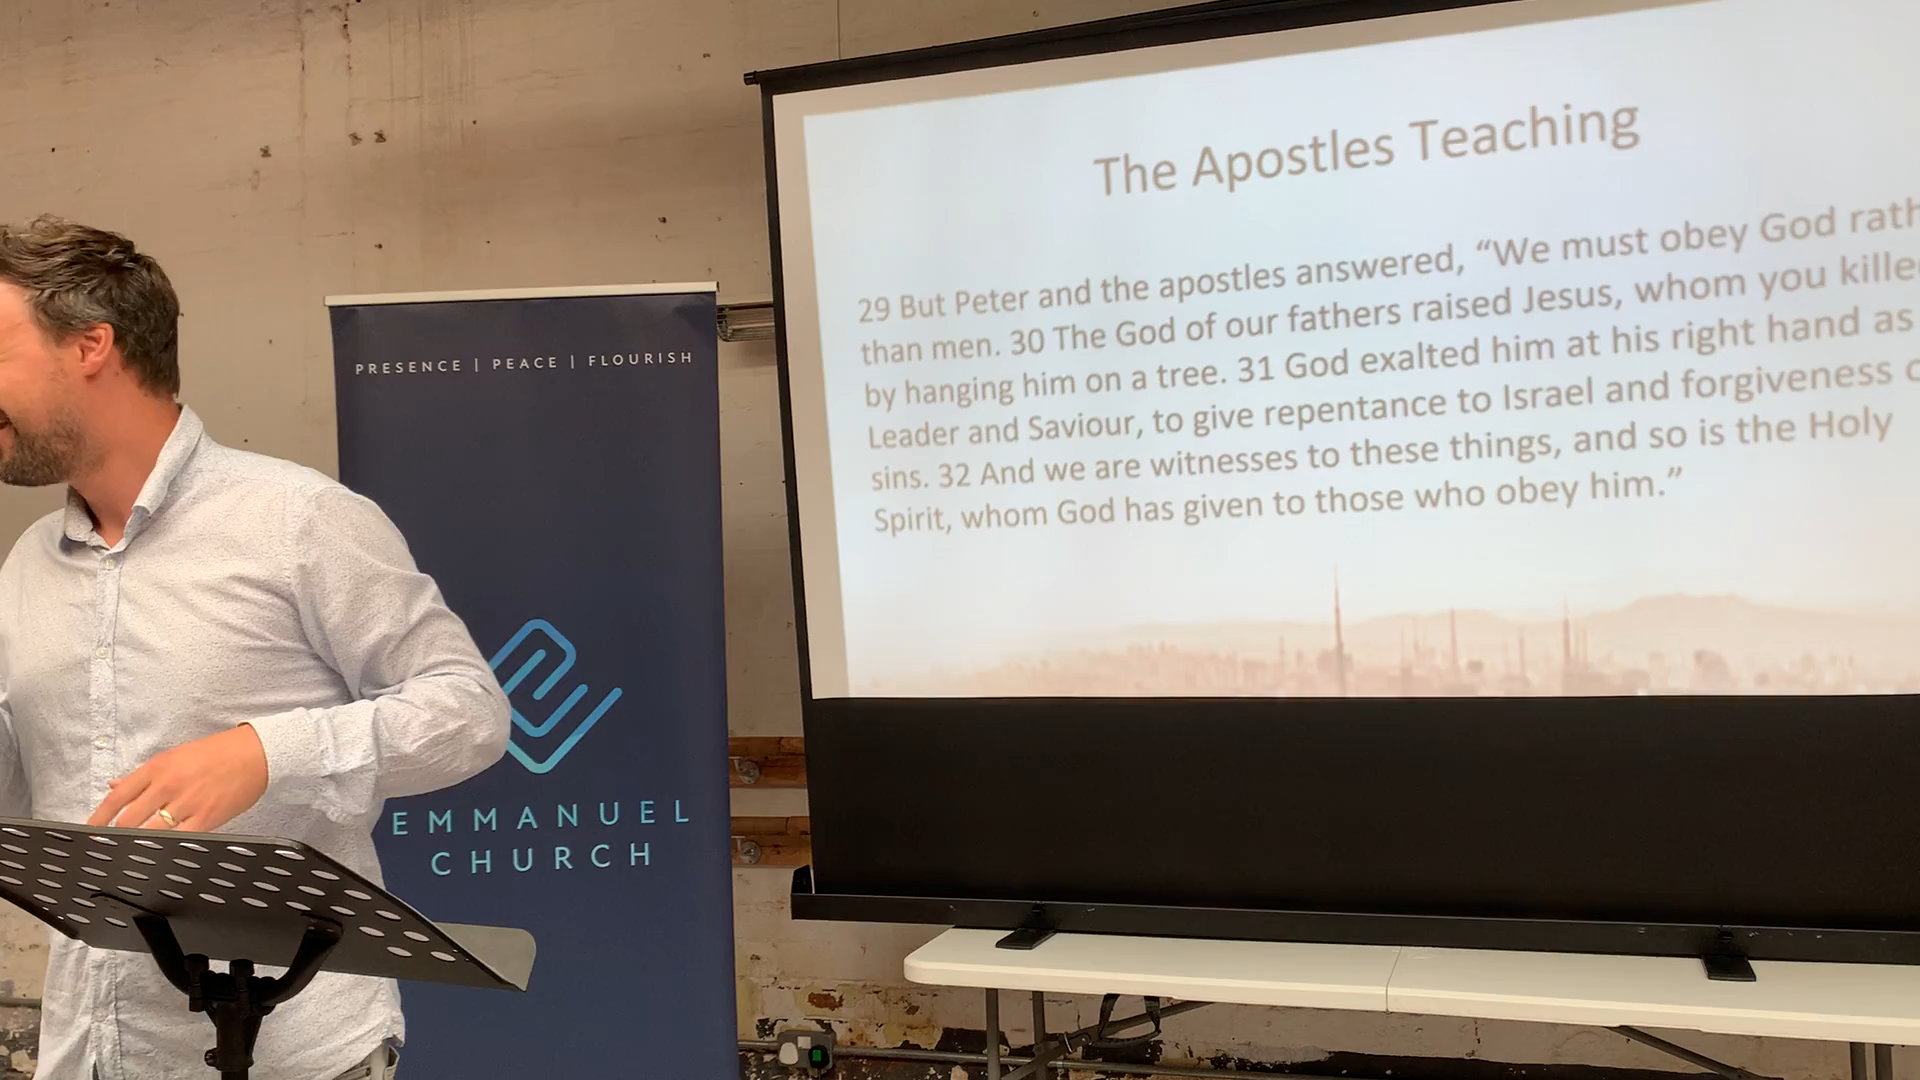 The Apostles Teaching
29 But Peter and the apostles answered, “We must obey God rath
than men. 30 The God of our fathers raised Jesus, whom you kille
by hanging him on a tree. 31 God exalted him at his right hand as
Leader and Saviour, to give repentance to Israel and forgiveness
sins. 32 And we are witnesses to these things, and so is the Holy
Spirit, whom God has given to those who obey him.”
PRESENCE | PEACE | FLOURISH
EMMANUEL
CHURCH